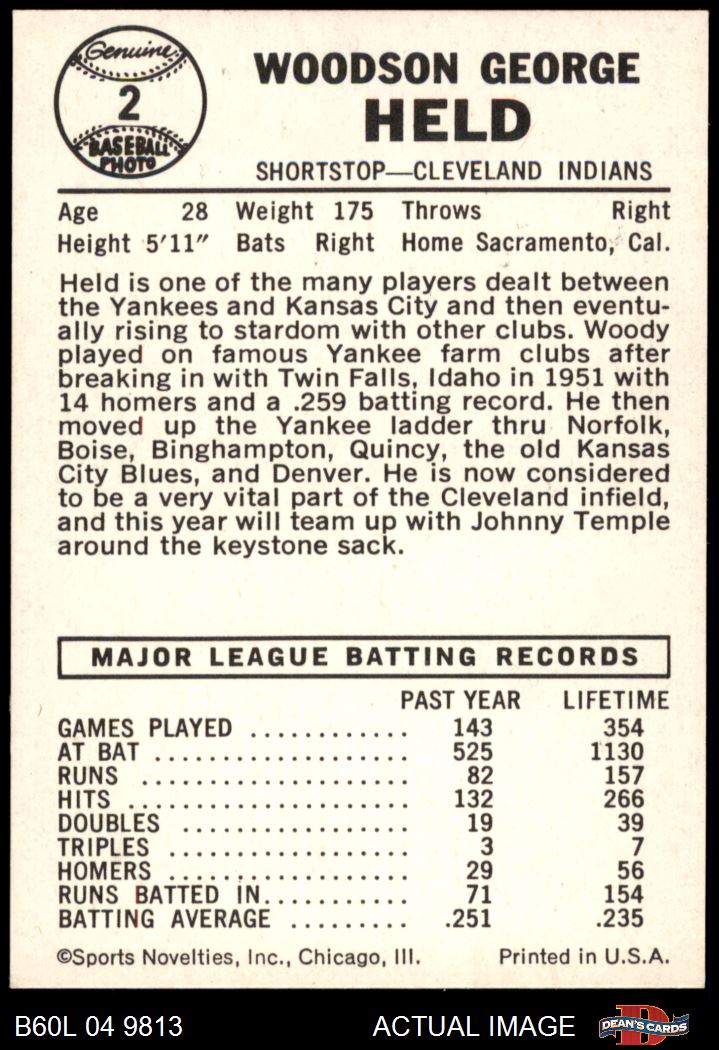 Genuine
2
BASEBALL
PHOTO
WOODSON GEORGE
HELD
SHORTSTOP—CLEVELAND INDIANS
Age 28 Weight 175 Throws Right
Height 5'11" Bats Right Home Sacramento, Cal.
Held is one of the many players dealt between
the Yankees and Kansas City and then eventu-
ally rising to stardom with other clubs. Woody
played on famous Yankee farm clubs after
breaking in with Twin Falls, Idaho in 1951 with
14 homers and a .259 batting record. He then
moved up the Yankee ladder thru Norfolk,
Boise, Binghampton, Quincy, the old Kansas
City Blues, and Denver. He is now considered
to be a very vital part of the Cleveland infield,
and this year will team up with Johnny Temple
around the keystone sack.
MAJOR LEAGUE BATTING RECORDS
PAST YEAR LIFETIME
GAMES PLAYED ............ 143 354
AT BAT .................... 525 1130
RUNS ..................... 82 157
HITS ...................... 132 266
DOUBLES ................. 19 39
TRIPLES .................. 3 7
HOMERS .................. 29 56
RUNS BATTED IN........... 71 154
BATTING AVERAGE ......... .251 .235
©Sports Novelties, Inc., Chicago, Ill. Printed in U.S.A.
B60L 04 9813 ACTUAL IMAGE D DEAN'S CARDS